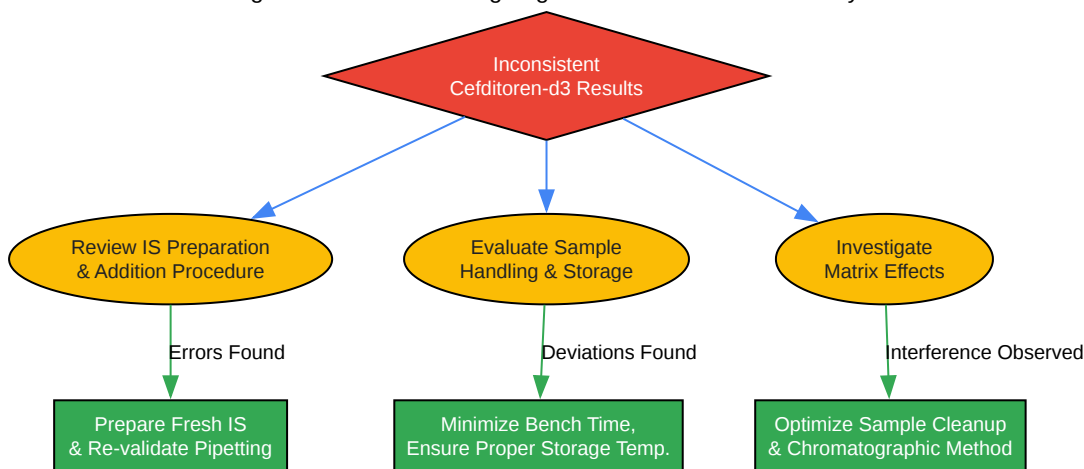 Inconsistent
Cefditoren-d3 Results
Review IS Preparation
& Addition Procedure
Evaluate Sample
Handling & Storage
Investigate
Matrix Effects
Errors Found
Deviations Found
Interference Observed
Prepare Fresh IS
& Re-validate Pipetting
Minimize Bench Time,
Ensure Proper Storage Temp.
Optimize Sample Cleanup
& Chromatographic Method